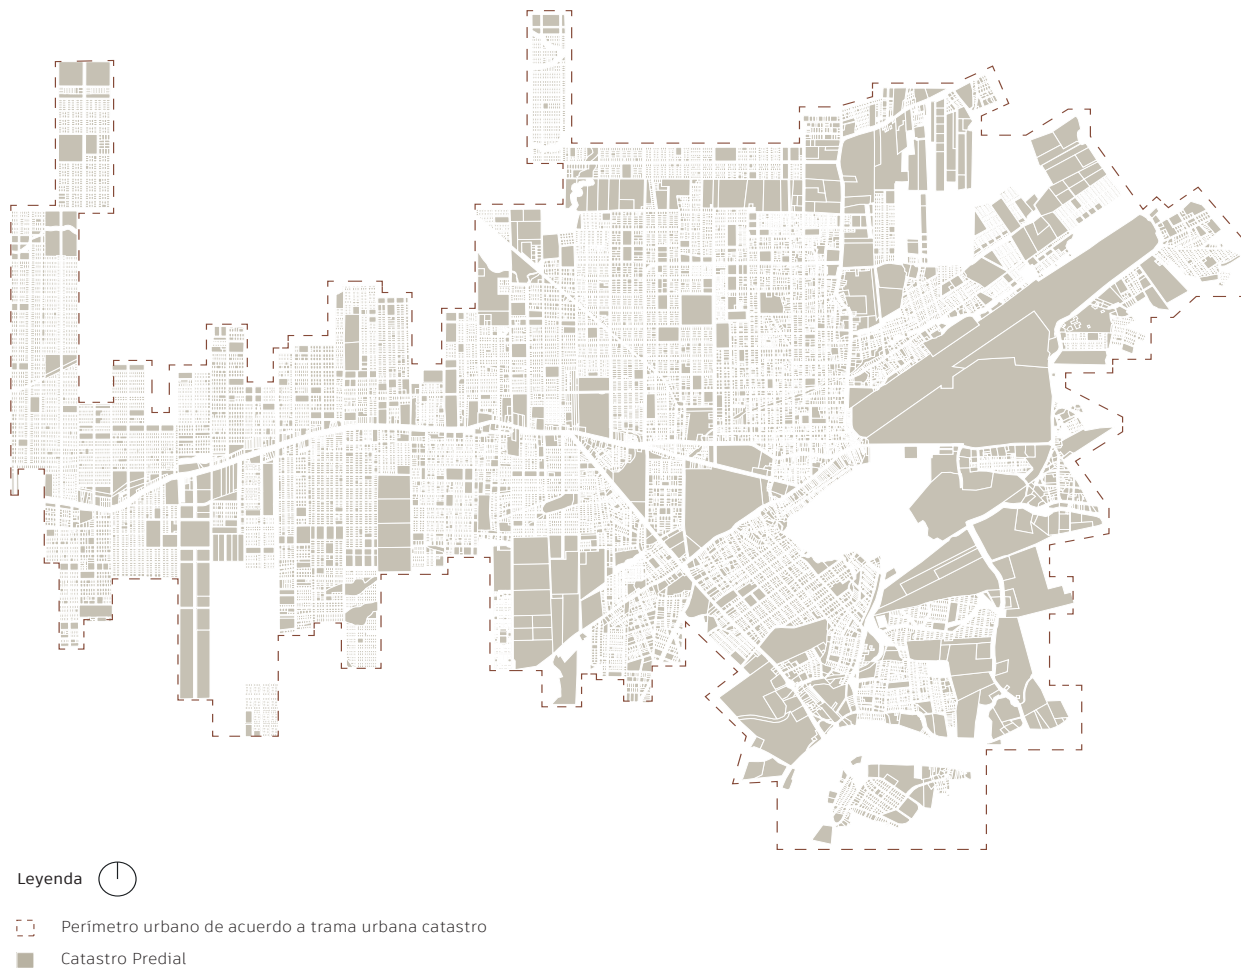 Leyenda
Perímetro urbano de acuerdo a trama urbana catastro
Catastro Predial